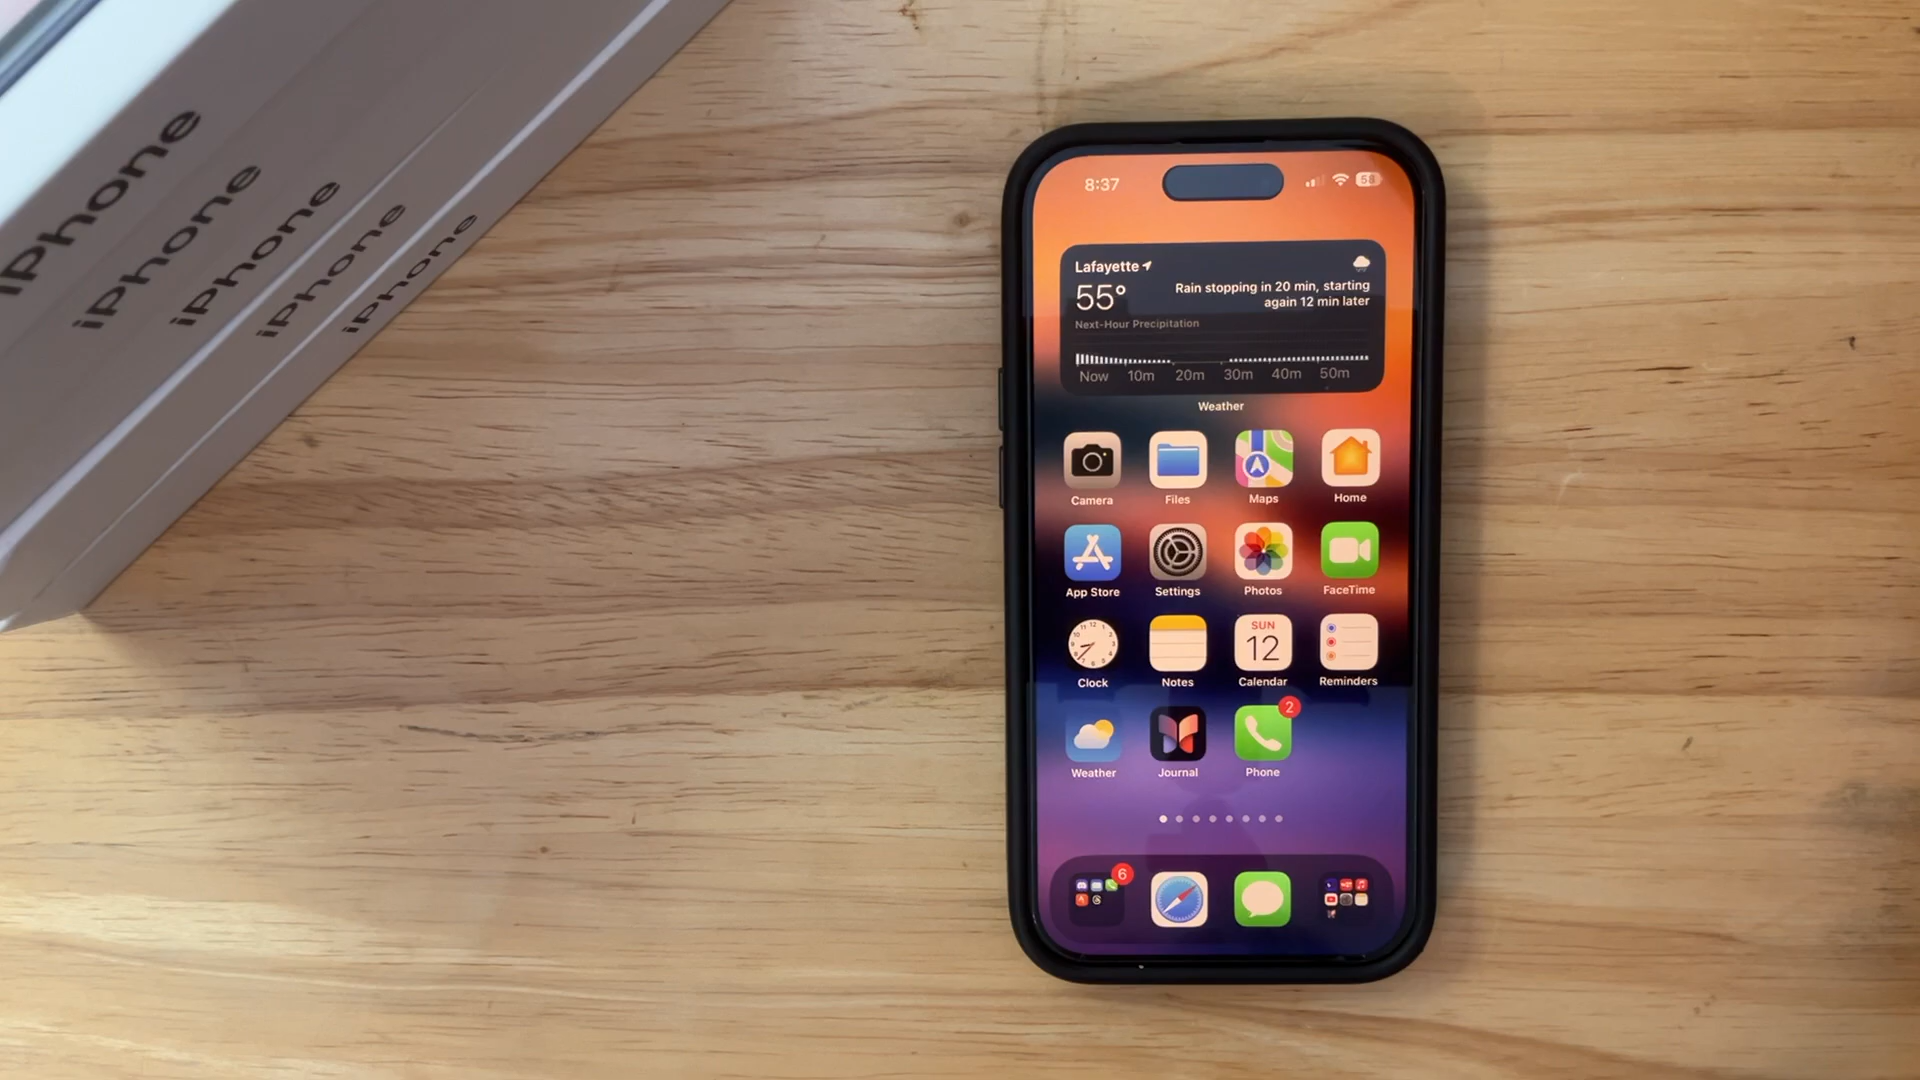 iPhone
iPhone
iPhone
iPhone
iPhone
8:37
58
Lafayette
55°
Rain stopping in 20 min, starting
again 12 min later
Next-Hour Precipitation
Now 10m 20m 30m 40m 50m
Weather
Camera Files Maps Home
App Store Settings Photos FaceTime
SUN
12
Clock Notes Calendar Reminders
2
Weather Journal Phone
6